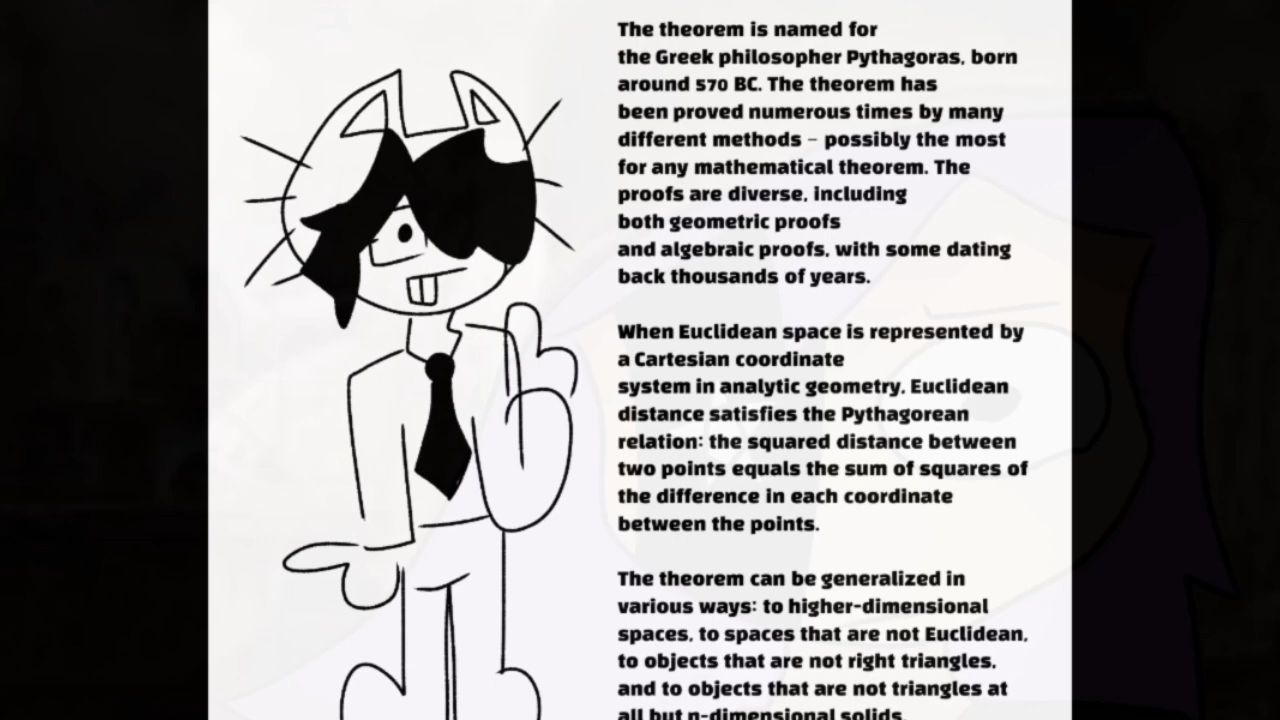 The theorem is named for
the Greek philosopher Pythagoras, born
around 570 BC. The theorem has
been proved numerous times by many
different methods – possibly the most
for any mathematical theorem. The
proofs are diverse, including
both geometric proofs
and algebraic proofs, with some dating
back thousands of years.
When Euclidean space is represented by
a Cartesian coordinate
system in analytic geometry, Euclidean
distance satisfies the Pythagorean
relation: the squared distance between
two points equals the sum of squares of
the difference in each coordinate
between the points.
The theorem can be generalized in
various ways: to higher-dimensional
spaces, to spaces that are not Euclidean,
to objects that are not right triangles,
and to objects that are not triangles at
all but n-dimensional solids.